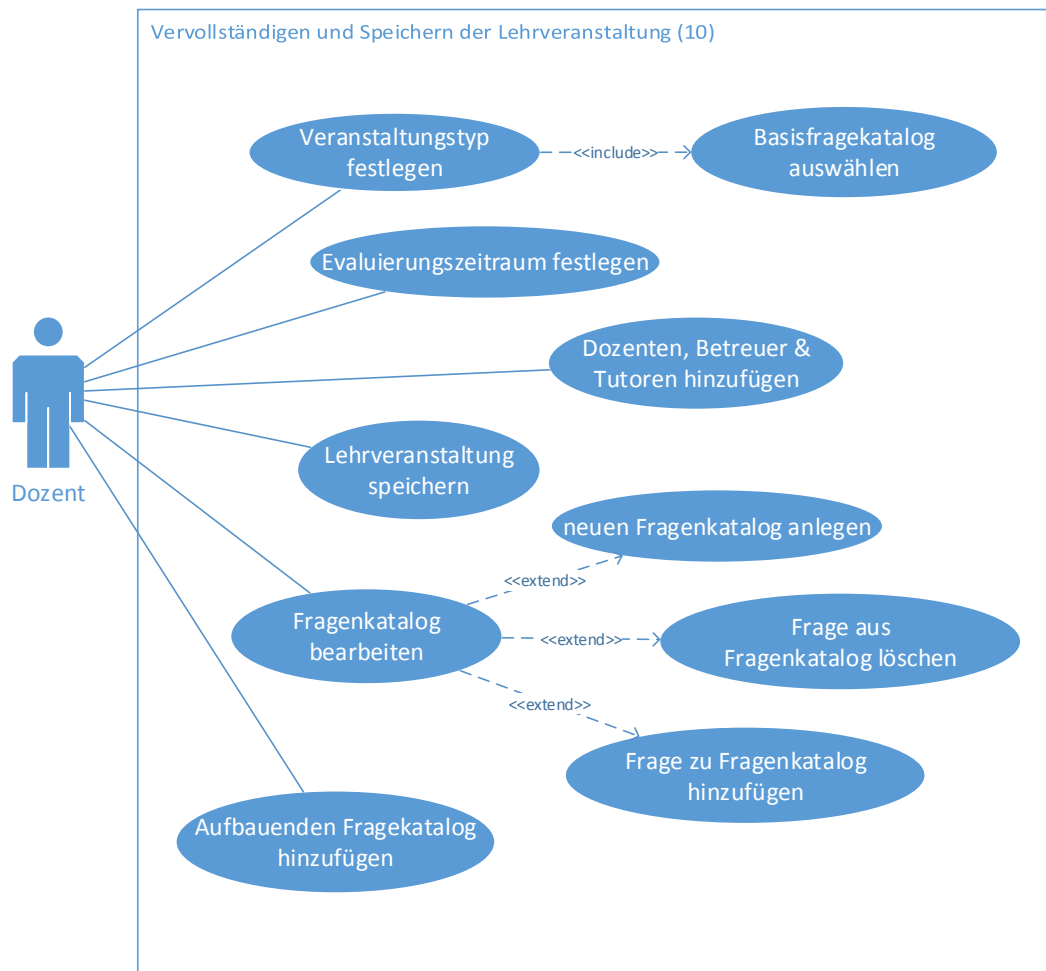 Vervollständigen und Speichern der Lehrveranstaltung (10)
Veranstaltungstyp
festlegen
<<include>>
Basisfragekatalog
auswählen
Evaluierungszeitraum festlegen
Dozenten, Betreuer &
Tutoren hinzufügen
Lehrveranstaltung
speichern
Dozent
neuen Fragenkatalog anlegen
<<extend>>
Fragenkatalog
bearbeiten
<<extend>>
Frage aus
Fragenkatalog löschen
<<extend>>
Frage zu Fragenkatalog
hinzufügen
Aufbauenden Fragekatalog
hinzufügen